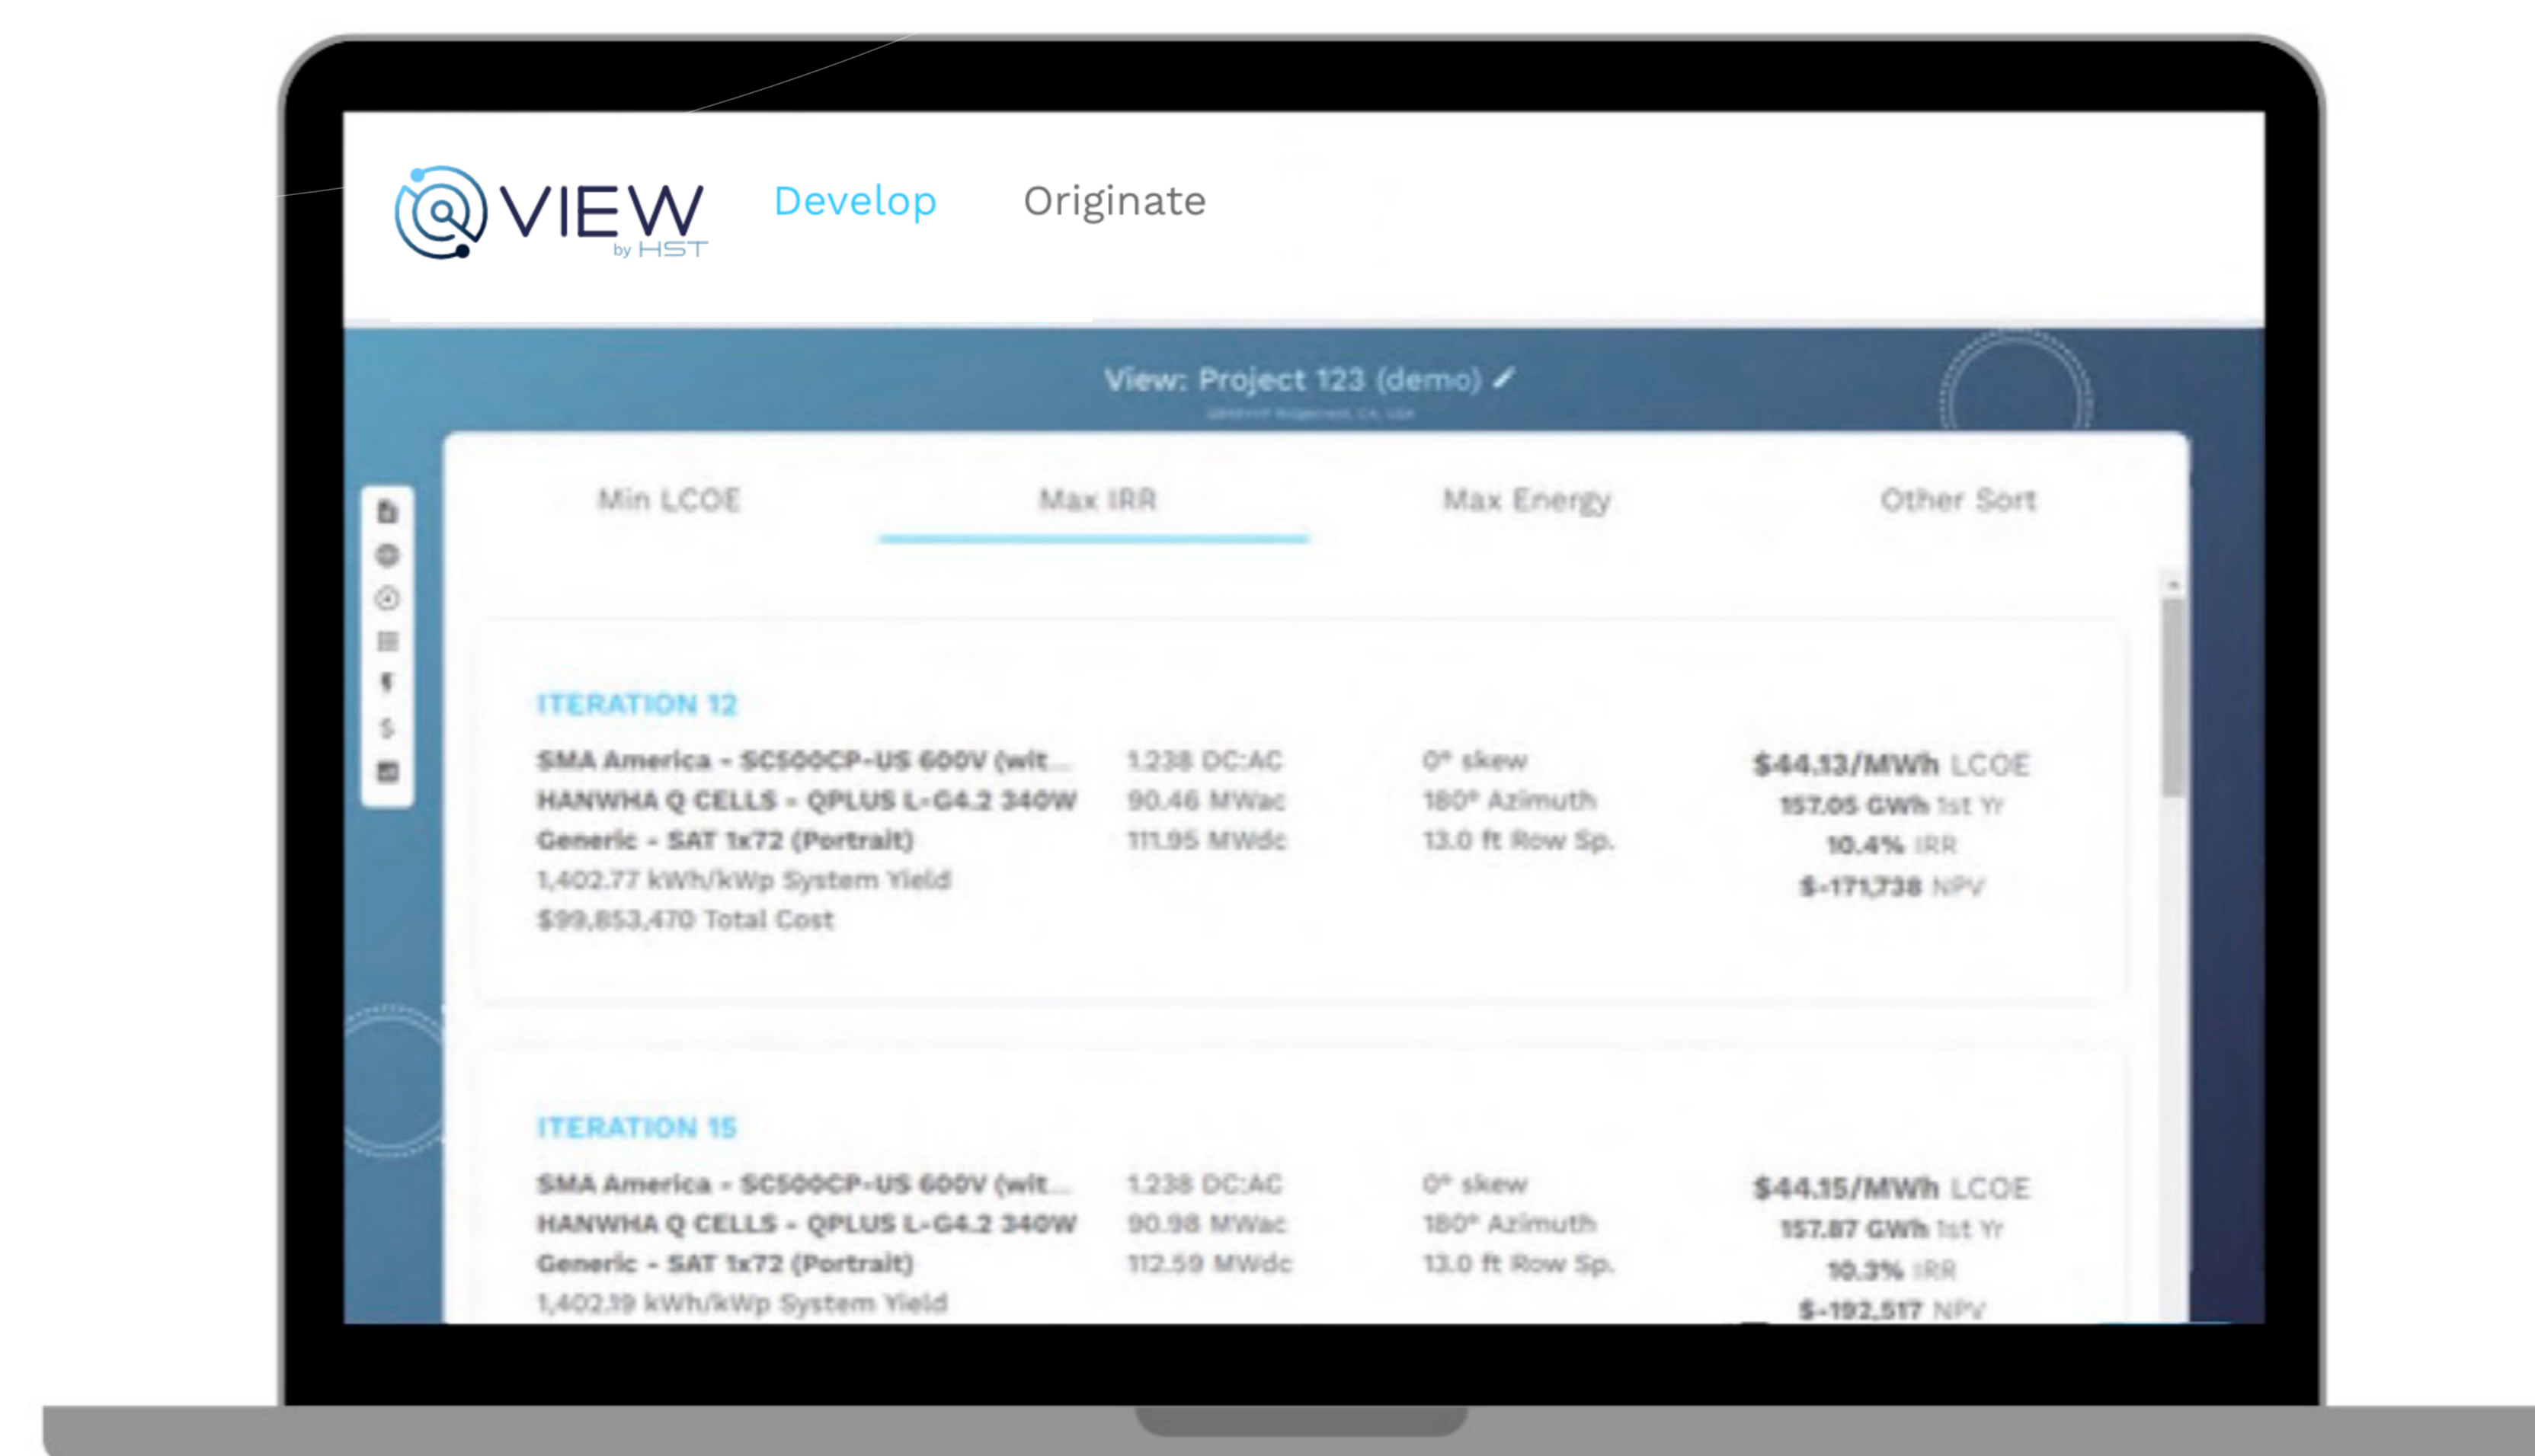 VIEW
by HST
Develop
Originate
View: Project 123 (demo)
CA, USA
Min LCOE
Max IRR
Max Energy
Other Sort
ITERATION 12
SMA America - SC500CP-US 600V (wit...
1.238 DC:AC
0° skew
$44.13/MWh LCOE
HANWHA Q CELLS - QPLUS L-G4.2 340W
90.46 MWac
180° Azimuth
157.05 GWh 1st Yr
Generic - SAT 1x72 (Portrait)
111.95 MWdc
13.0 ft Row Sp.
10.4% IRR
1,402.77 kWh/kWp System Yield
$-171,738 NPV
$99,853,470 Total Cost
ITERATION 15
SMA America - SC500CP-US 600V (wit...
1.238 DC:AC
0° skew
$44.15/MWh LCOE
HANWHA Q CELLS - QPLUS L-G4.2 340W
90.98 MWac
180° Azimuth
157.87 GWh 1st Yr
Generic - SAT 1x72 (Portrait)
112.59 MWdc
13.0 ft Row Sp.
10.3% IRR
1,402.19 kWh/kWp System Yield
$-192,517 NPV